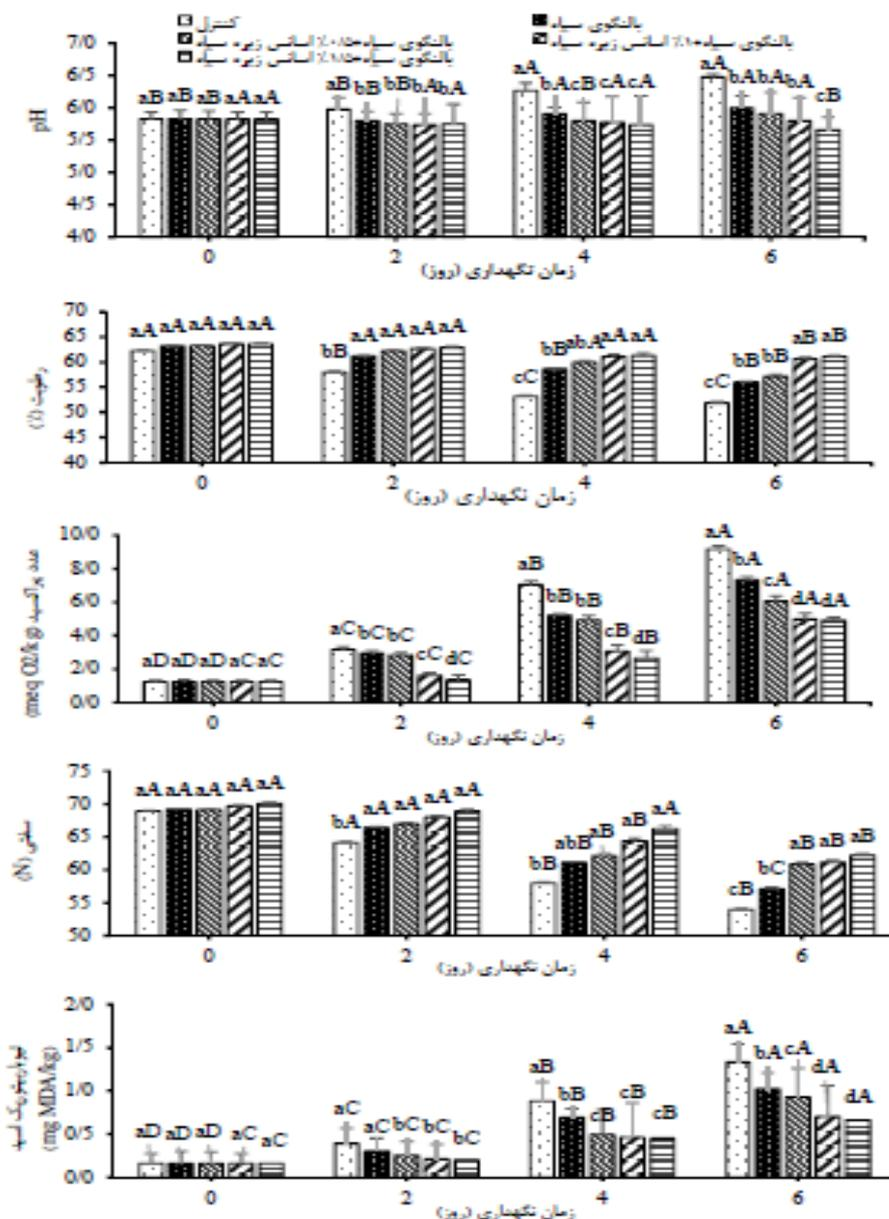 کنترل
بالنگوی سیاه
بالنگوی سیاه+۰/۵٪ اسانس زیره سیاه
بالنگوی سیاه+۱٪ اسانس زیره سیاه
بالنگوی سیاه+۱/۵٪ اسانس زیره سیاه
7/0
6/5
6/0
5/5
5/0
4/5
4/0
pH
aB aB aB aA aA
aB bB bB bA bA
aA bA cB cA cA
aA bA bA bA cB
0 2 4 6
زمان نگهداری (روز)
70
65
60
55
50
45
40
رطوبت (٪)
aA aA aA aA aA
bB aA aA aA aA
cC bB abA aA aA
cC bB bB aB aB
0 2 4 6
زمان نگهداری (روز)
10/0
8/0
6/0
4/0
2/0
0/0
عدد پراکسید (meq O2/kg)
aD aD aD aC aC
aC bC bC cC dC
aB bB bB cB dB
aA bA cA dA dA
0 2 4 6
زمان نگهداری (روز)
75
70
65
60
55
50
سفتی (N)
aA aA aA aA aA
bA aA aA aA aA
bB abB aB aB aA
cB bC aB aB aB
0 2 4 6
زمان نگهداری (روز)
2/0
1/5
1/0
0/5
0/0
تیوباربیتوریک اسید
(mg MDA/kg)
aD aD aD aC aC
aC aC bC bC bC
aB bB cB cB cB
aA bA cA dA dA
0 2 4 6
زمان نگهداری (روز)